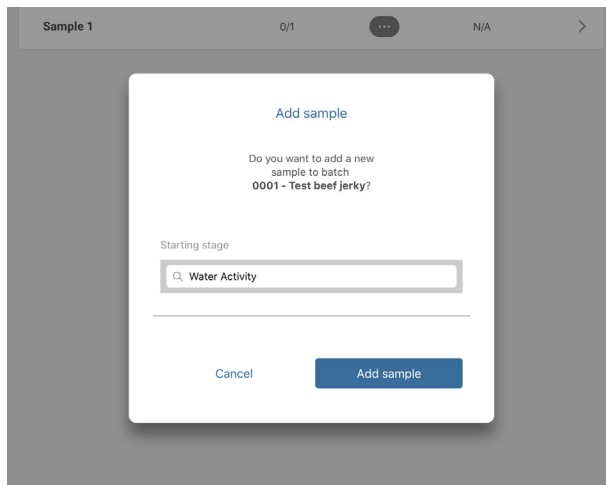 Sample 1 0/1 ... N/A
Add sample
Do you want to add a new
sample to batch
0001 - Test beef jerky?
Starting stage
Water Activity
Cancel Add sample